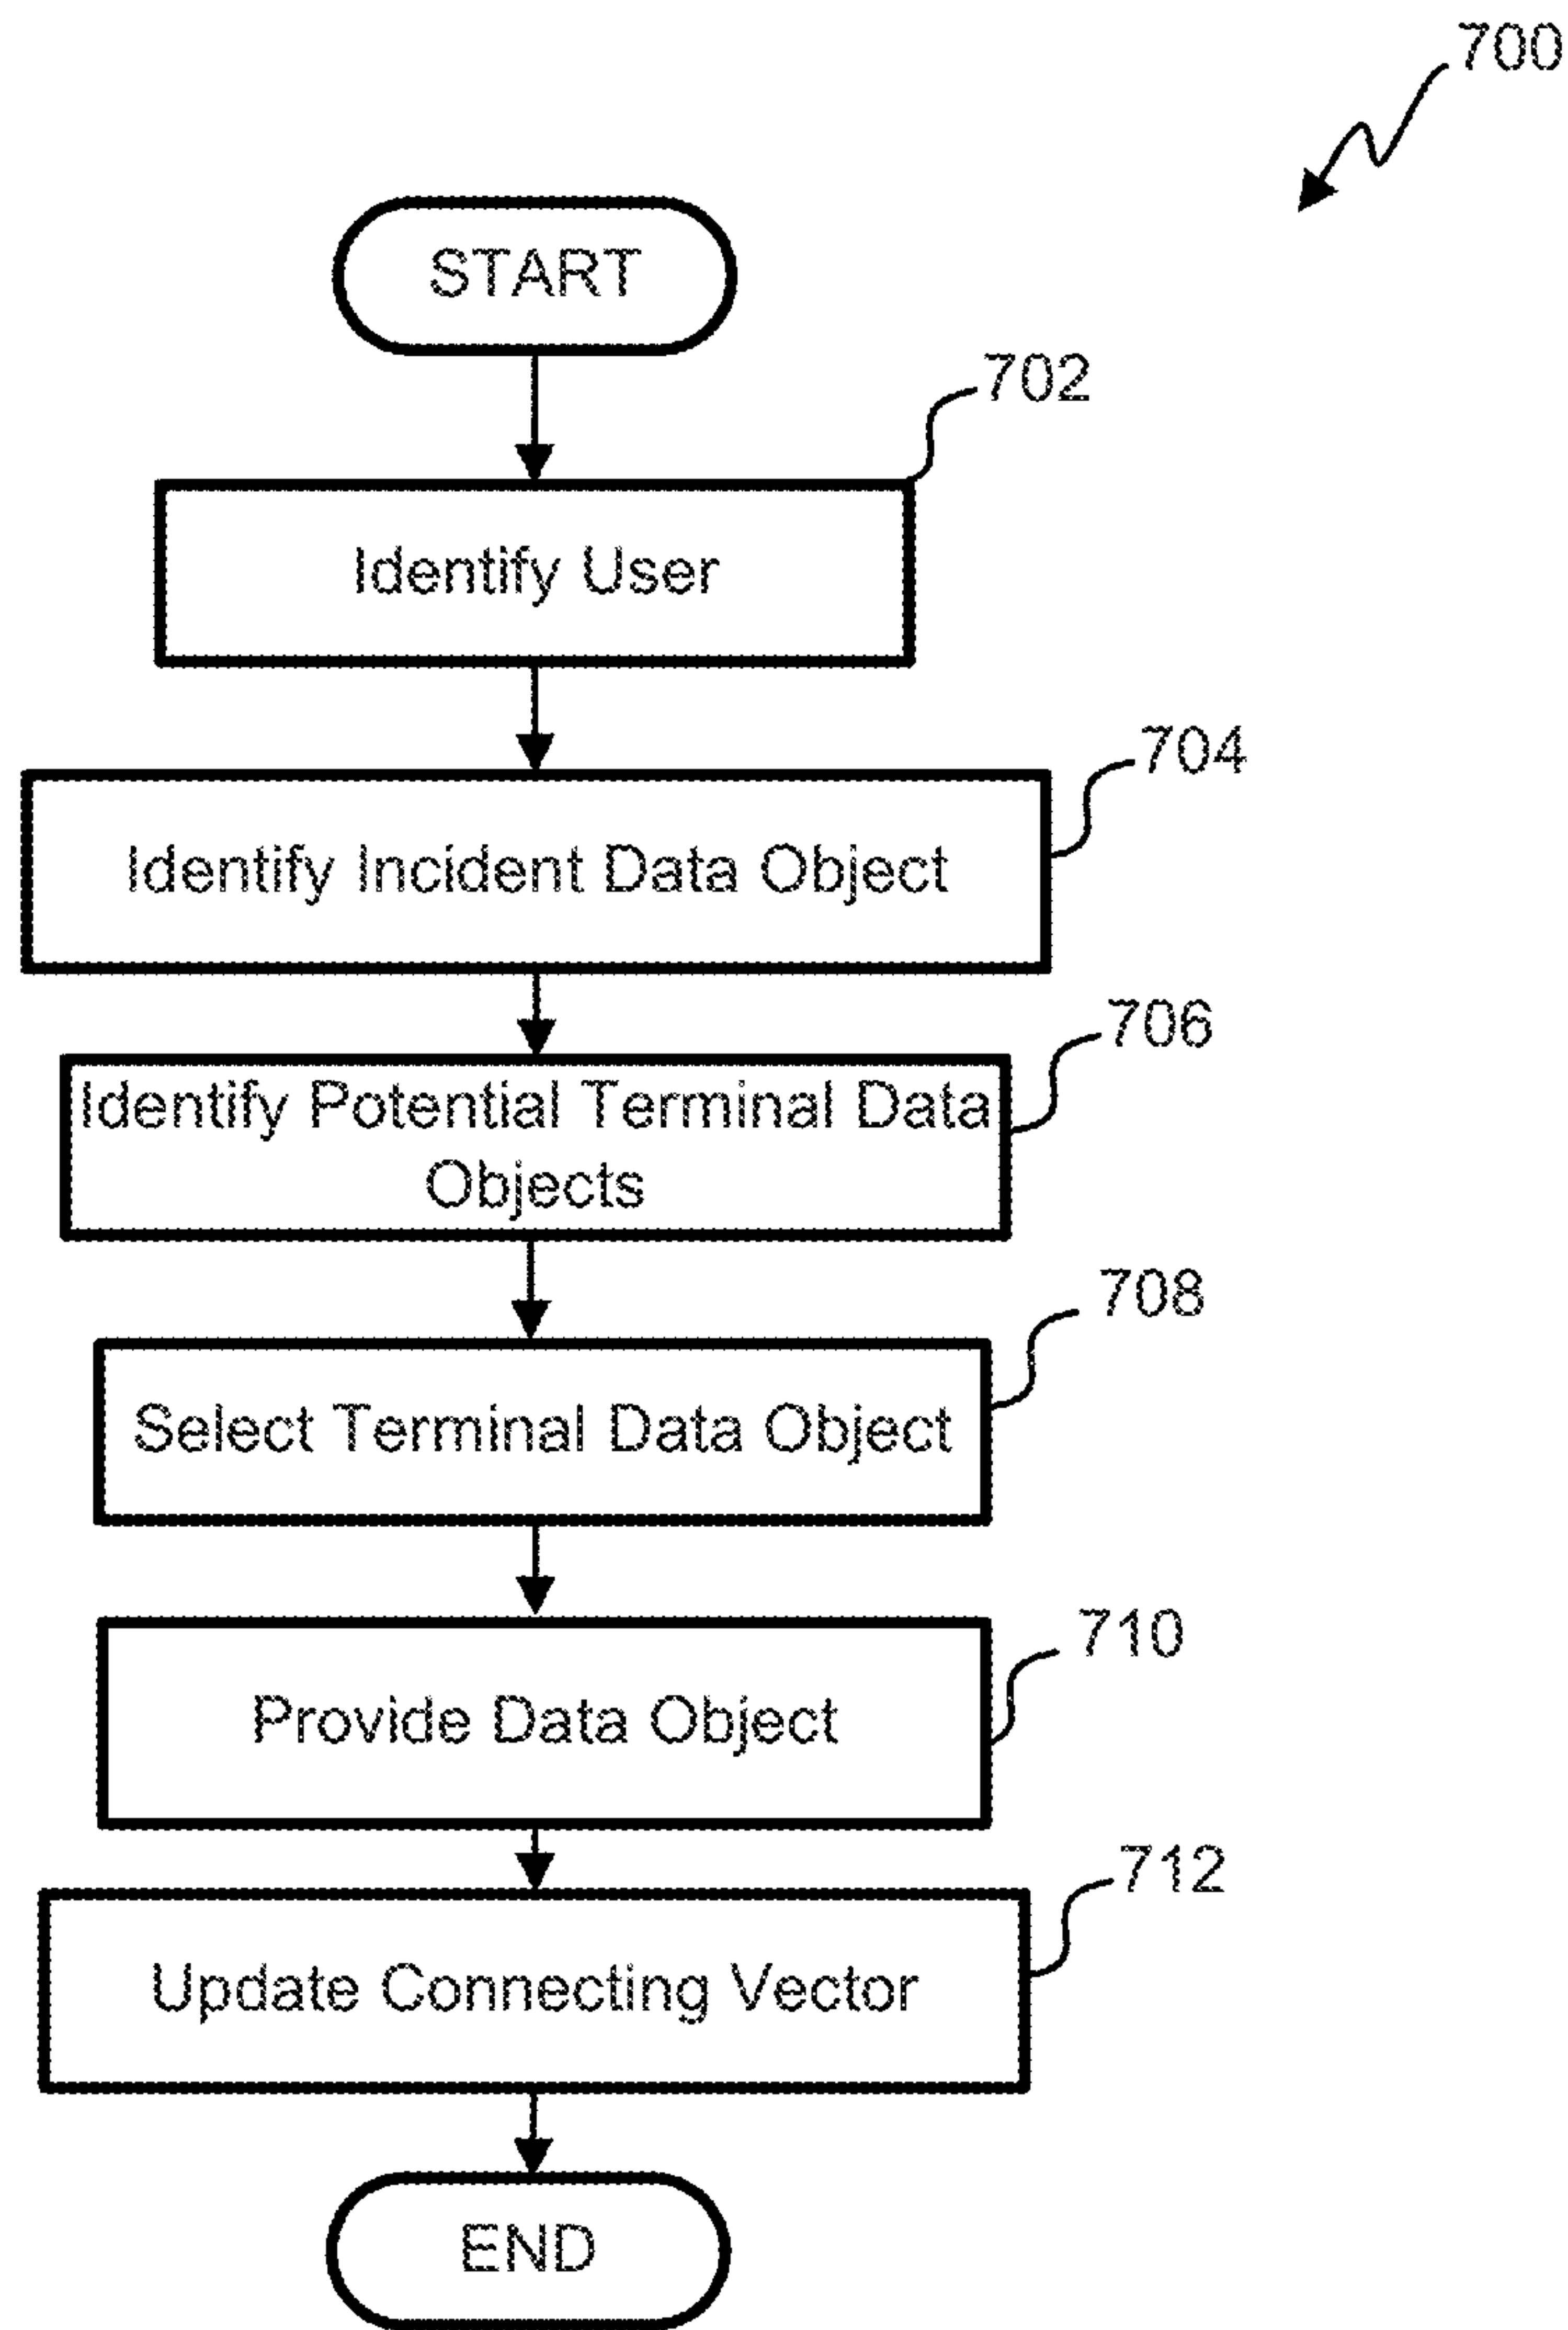 700
START
702
Identify User
704
Identify Incident Data Object
706
Identify Potential Terminal Data
Objects
708
Select Terminal Data Object
710
Provide Data Object
712
Update Connecting Vector
END